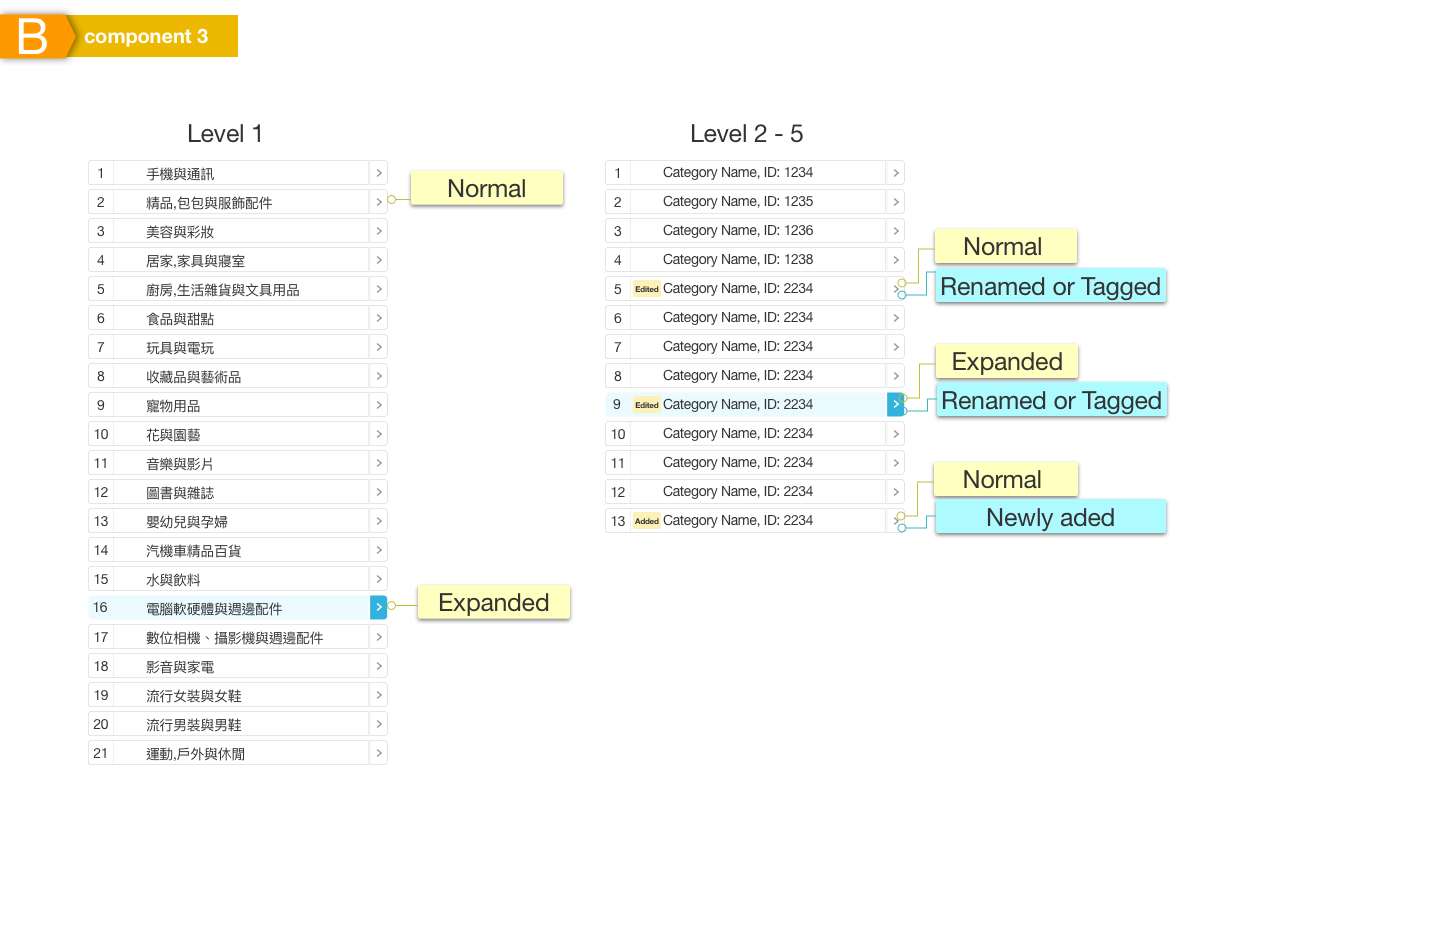 B component 3
Level 1
1 手機與通訊
2 精品,包包與服飾配件
3 美容與彩妝
4 居家,家具與寢室
5 廚房,生活雜貨與文具用品
6 食品與甜點
7 玩具與電玩
8 收藏品與藝術品
9 寵物用品
10 花與園藝
11 音樂與影片
12 圖書與雜誌
13 嬰幼兒與孕婦
14 汽機車精品百貨
15 水與飲料
16 電腦軟硬體與週邊配件
17 數位相機、攝影機與週邊配件
18 影音與家電
19 流行女裝與女鞋
20 流行男裝與男鞋
21 運動,戶外與休閒
Normal
Expanded
Level 2 - 5
1 Category Name, ID: 1234
2 Category Name, ID: 1235
3 Category Name, ID: 1236
4 Category Name, ID: 1238
5 Edited Category Name, ID: 2234
6 Category Name, ID: 2234
7 Category Name, ID: 2234
8 Category Name, ID: 2234
9 Edited Category Name, ID: 2234
10 Category Name, ID: 2234
11 Category Name, ID: 2234
12 Category Name, ID: 2234
13 Added Category Name, ID: 2234
Normal
Renamed or Tagged
Expanded
Renamed or Tagged
Normal
Newly aded